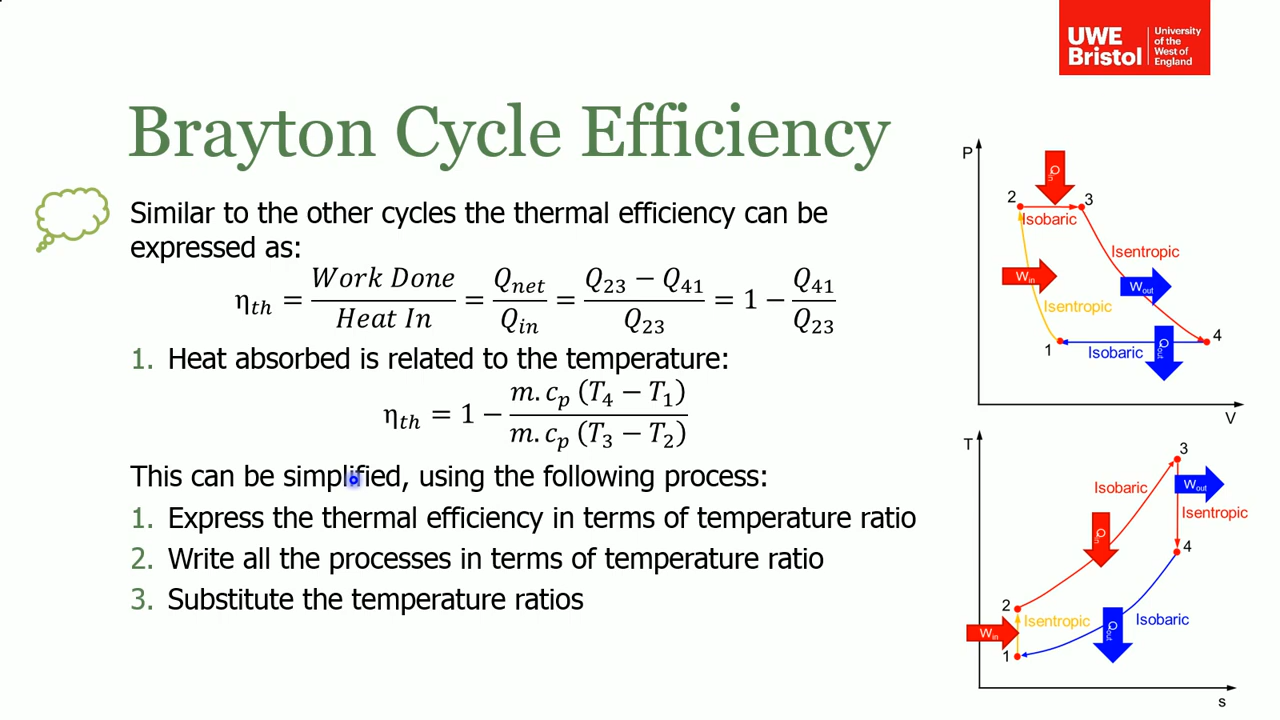 UWE Bristol
University of the West of England
Brayton Cycle Efficiency
Similar to the other cycles the thermal efficiency can be
expressed as:
η_th = Work Done / Heat In = Q_net / Q_in = (Q_23 − Q_41) / Q_23 = 1 − Q_41 / Q_23
1. Heat absorbed is related to the temperature:
η_th = 1 − m. c_p (T_4 − T_1) / m. c_p (T_3 − T_2)
This can be simplified, using the following process:
1. Express the thermal efficiency in terms of temperature ratio
2. Write all the processes in terms of temperature ratio
3. Substitute the temperature ratios
P
Q_in
2
3
Isobaric
Isentropic
W_in
W_out
Isentropic
4
1
Isobaric
Q_out
V
T
3
Isobaric
W_out
Isentropic
Q_in
4
2
Isentropic
Isobaric
W_in
Q_out
1
s